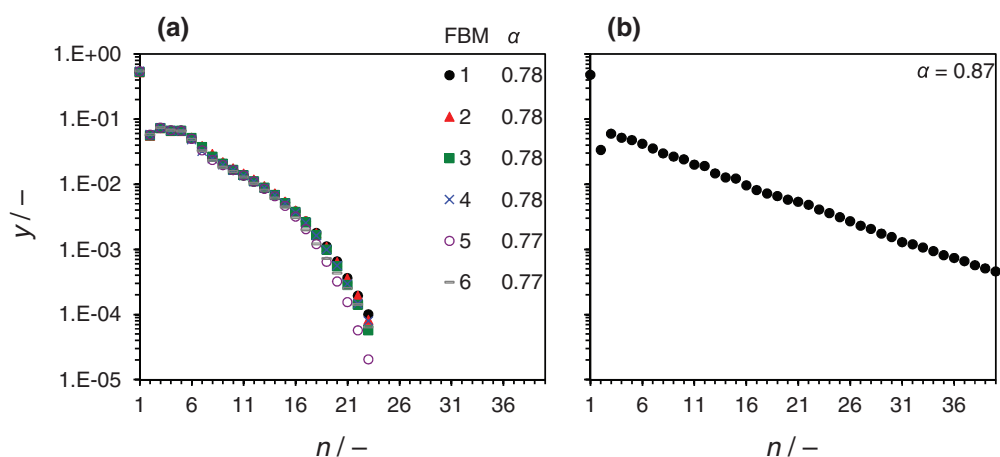 (a)
FBM α
1 0.78
2 0.78
3 0.78
4 0.78
5 0.77
6 0.77
1.E+00
1.E-01
1.E-02
1.E-03
1.E-04
1.E-05
y / –
1 6 11 16 21 26 31 36
n / –
(b)
α = 0.87
1 6 11 16 21 26 31 36
n / –